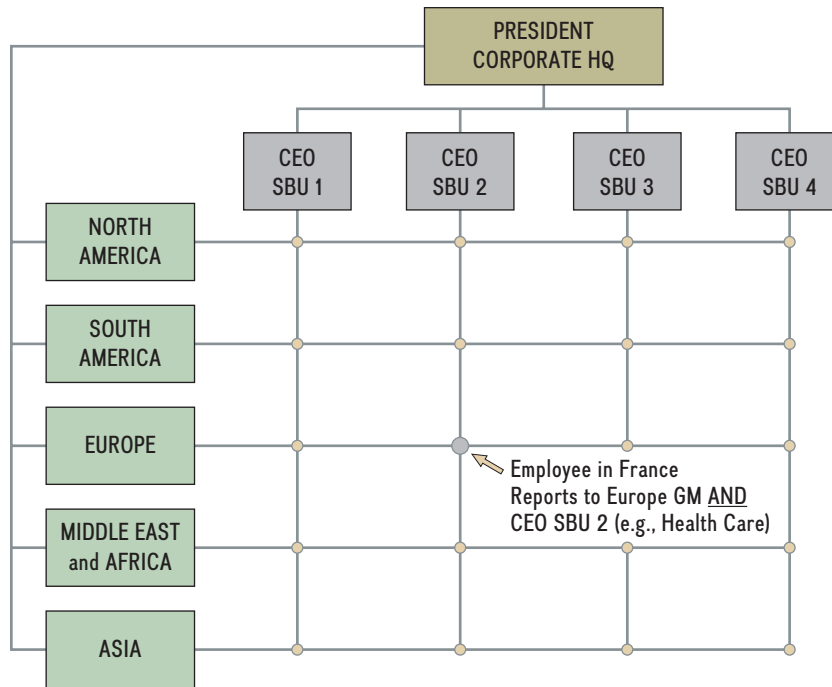 PRESIDENT
CORPORATE HQ
CEO
SBU 1
CEO
SBU 2
CEO
SBU 3
CEO
SBU 4
NORTH
AMERICA
SOUTH
AMERICA
EUROPE
Employee in France
Reports to Europe GM AND
CEO SBU 2 (e.g., Health Care)
MIDDLE EAST
and AFRICA
ASIA